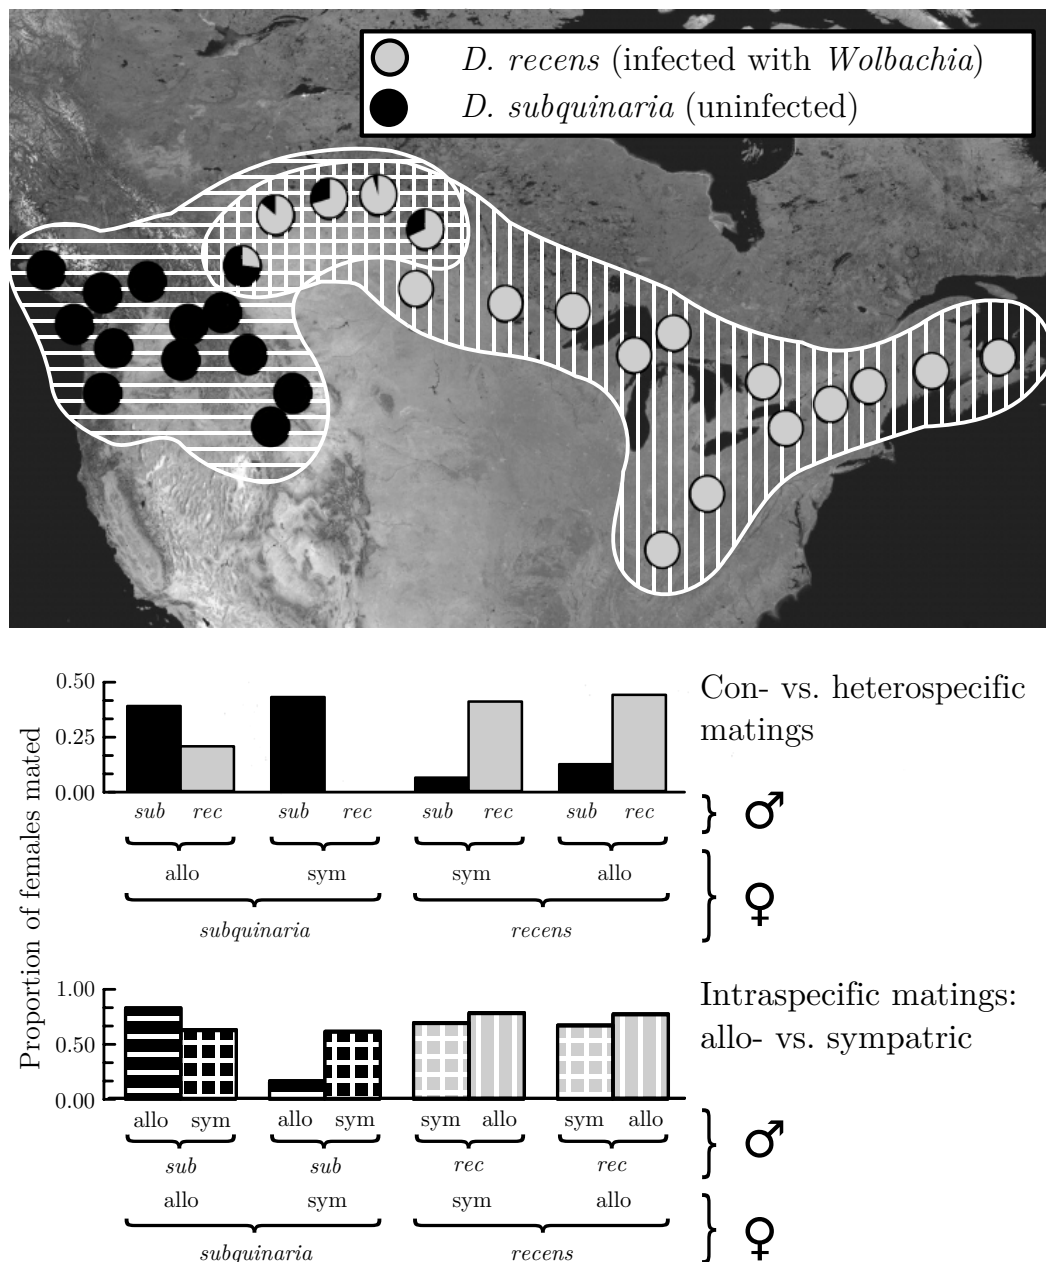 D. recens (infected with Wolbachia)
D. subquinaria (uninfected)
Proportion of females mated
0.50
0.25
0.00
Con- vs. heterospecific
matings
sub rec sub rec sub rec sub rec
} ♂
allo sym sym allo
} ♀
subquinaria recens
1.00
0.50
0.00
Intraspecific matings:
allo- vs. sympatric
allo sym allo sym sym allo sym allo
} ♂
sub sub rec rec
allo sym sym allo
} ♀
subquinaria recens